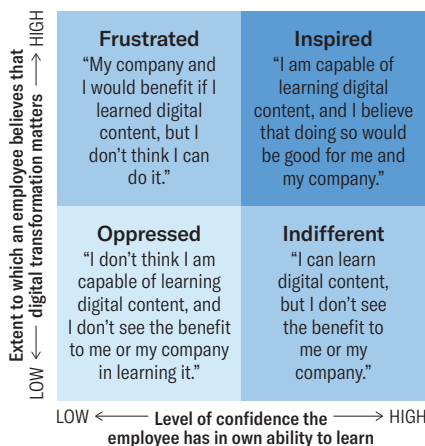 Extent to which an employee believes that
digital transformation matters
HIGH
LOW
Frustrated
“My company and
I would benefit if I
learned digital
content, but I
don’t think I can
do it.”
Inspired
“I am capable of
learning digital
content, and I believe
that doing so would
be good for me and
my company.”
Oppressed
“I don’t think I am
capable of learning
digital content, and
I don’t see the benefit
to me or my company
in learning it.”
Indifferent
“I can learn
digital content,
but I don’t see
the benefit to
me or my
company.”
LOW
Level of confidence the
employee has in own ability to learn
HIGH